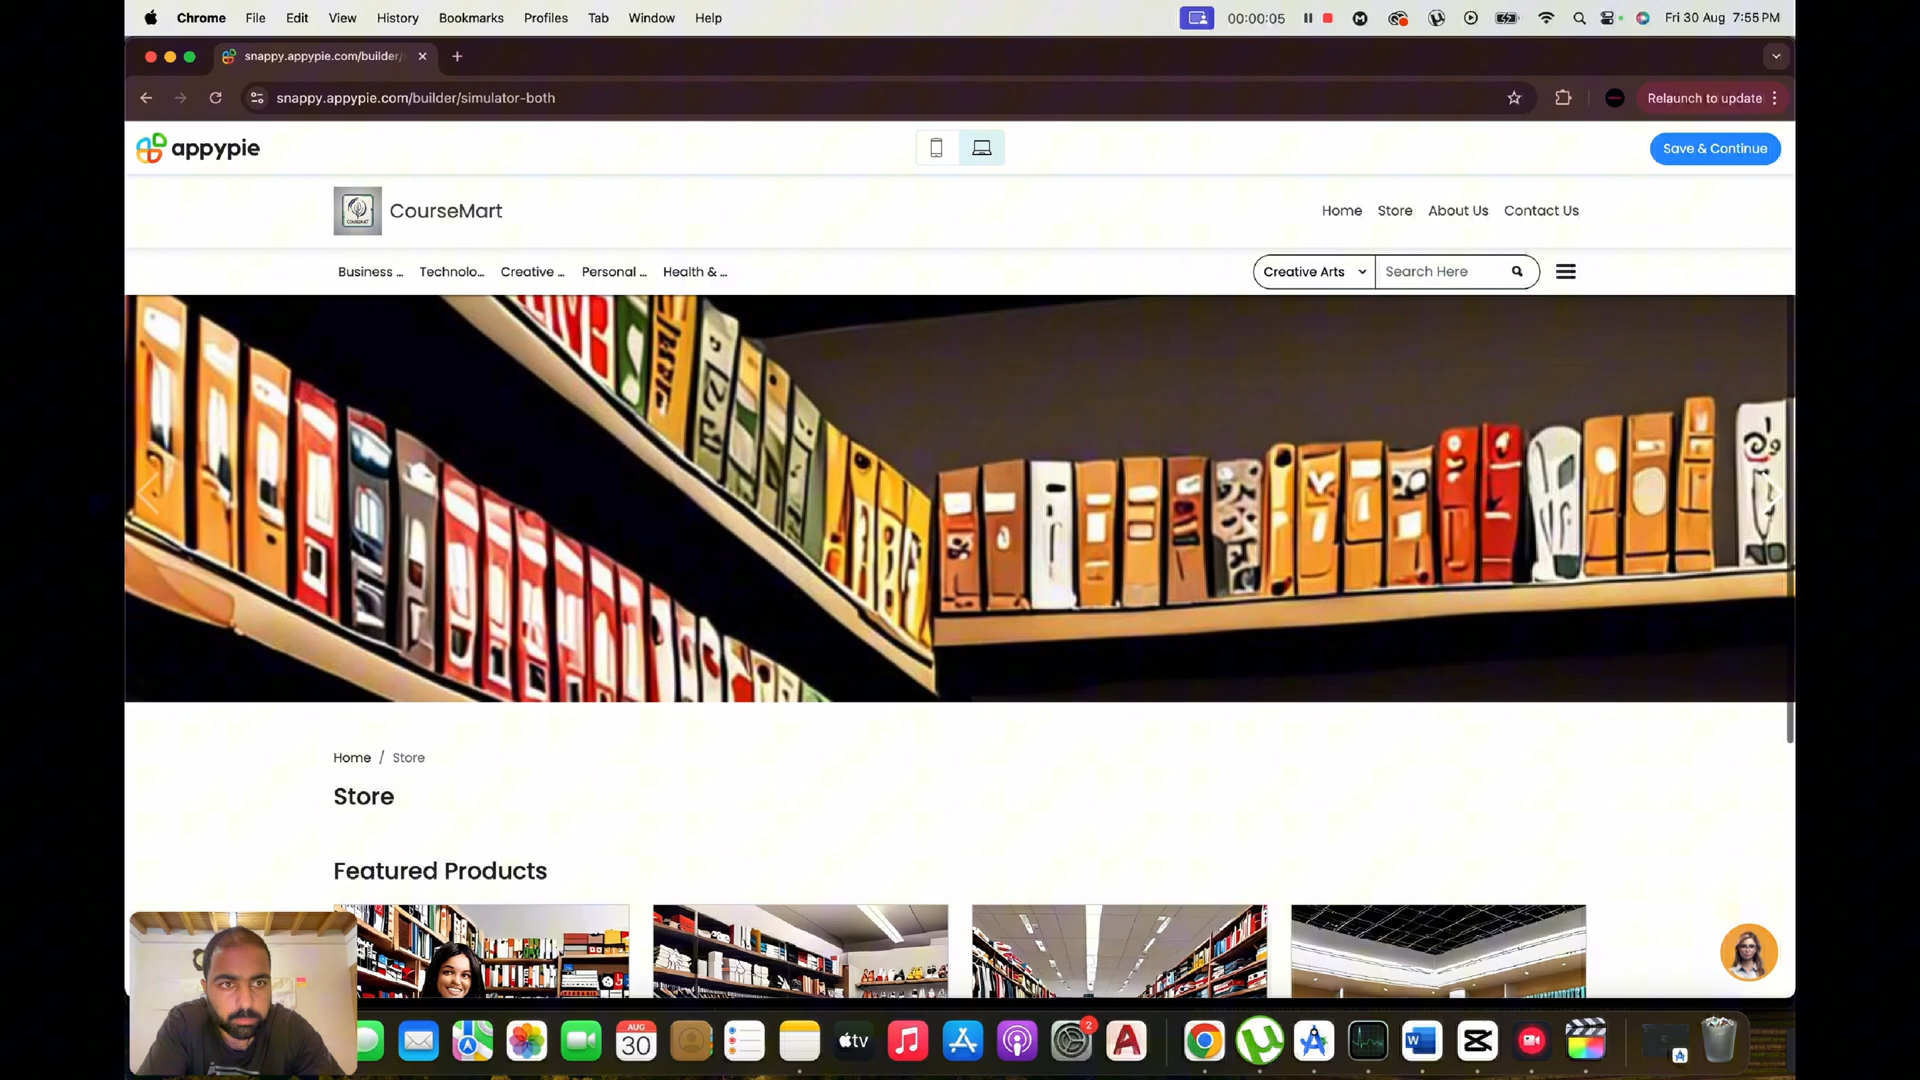 Chrome File Edit View History Bookmarks Profiles Tab Window Help 00:00:05 Fri 30 Aug 7:55 PM
snappy.appypie.com/builder/
snappy.appypie.com/builder/simulator-both Relaunch to update
appypie Save & Continue
CourseMart Home Store About Us Contact Us
Business ... Technolo... Creative ... Personal ... Health & ... Creative Arts Search Here
Home / Store
Store
Featured Products
AUG
30
tv
2